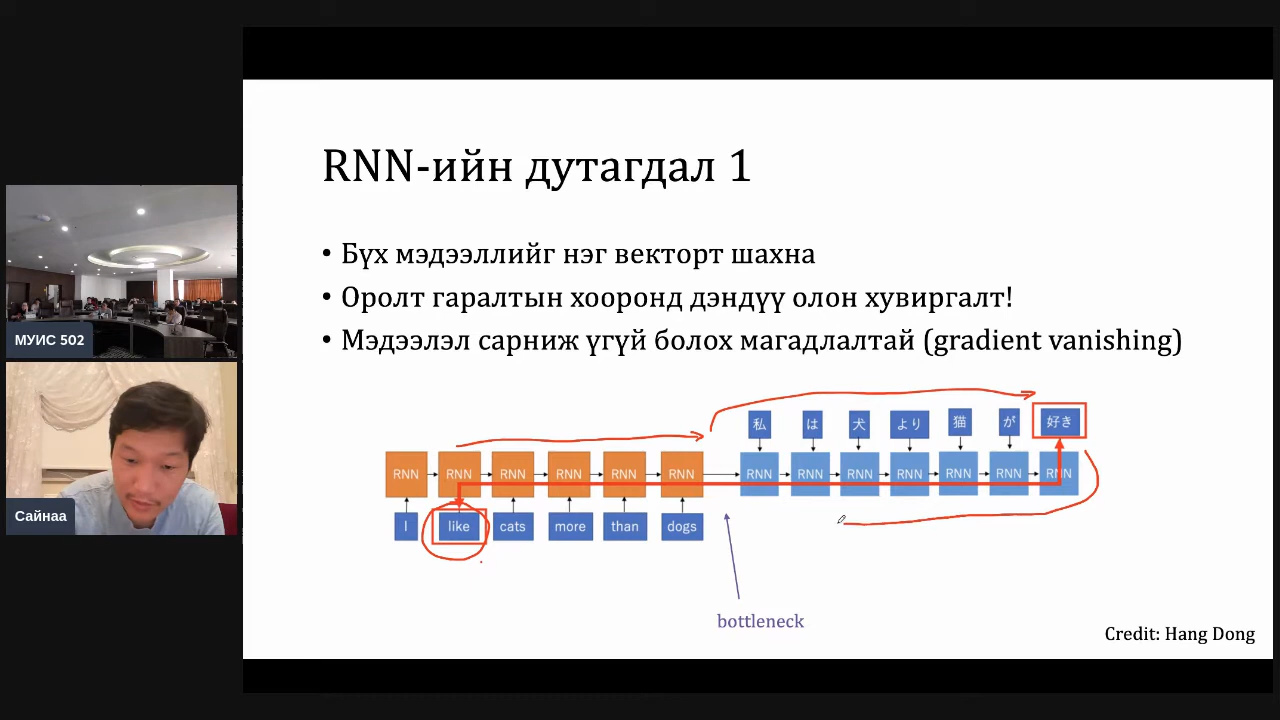 RNN-ийн дутагдал 1
• Бүх мэдээллийг нэг векторт шахна
• Оролт гаралтын хооронд дэндүү олон хувиргалт!
• Мэдээлэл сарниж үгүй болох магадлалтай (gradient vanishing)
私 は 犬 より 猫 が 好き
RNN RNN RNN RNN RNN RNN RNN RNN RNN RNN RNN RNN RNN
I like cats more than dogs
bottleneck
Credit: Hang Dong
МУИС 502
Сайнаа